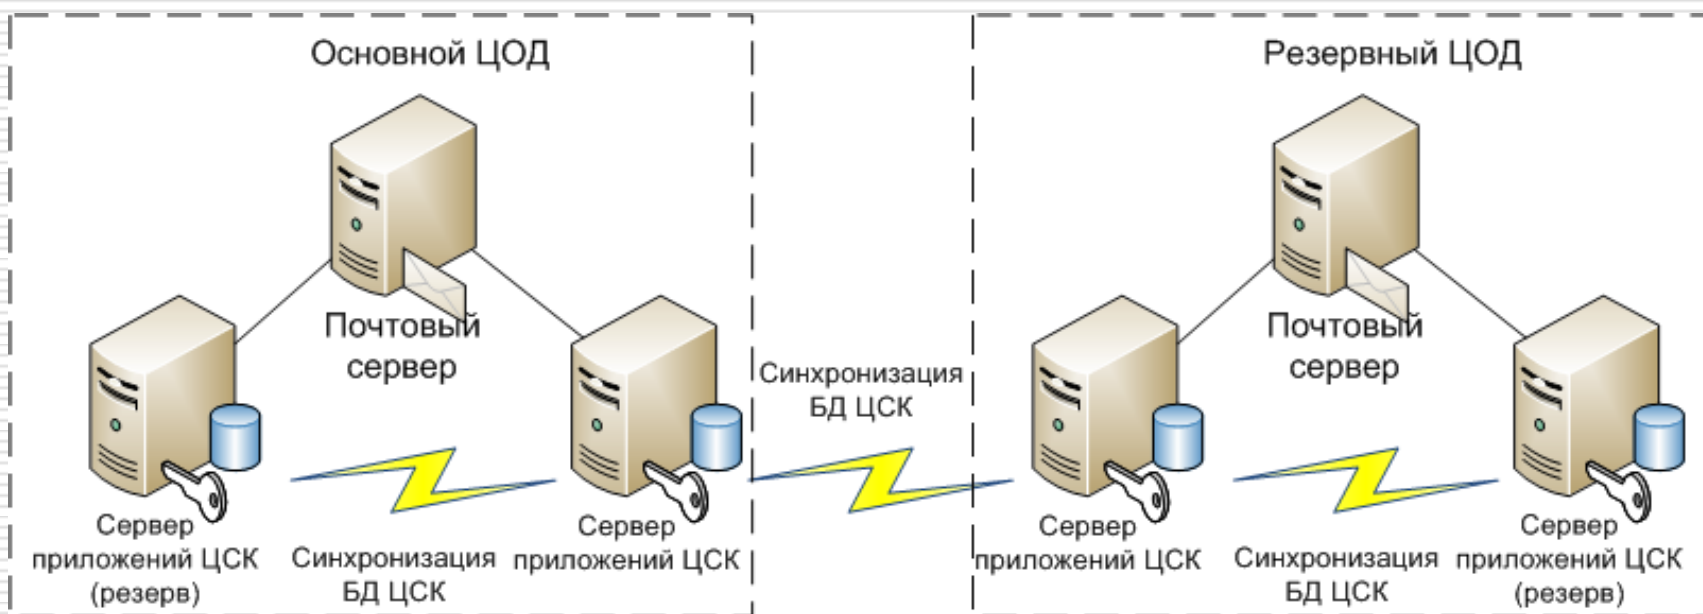 Основной ЦОД
Резервный ЦОД
Почтовый
сервер
Почтовый
сервер
Синхронизация
БД ЦСК
Сервер
приложений ЦСК
(резерв)
Синхронизация
БД ЦСК
Сервер
приложений ЦСК
Сервер
приложений ЦСК
Синхронизация
БД ЦСК
Сервер
приложений ЦСК
(резерв)